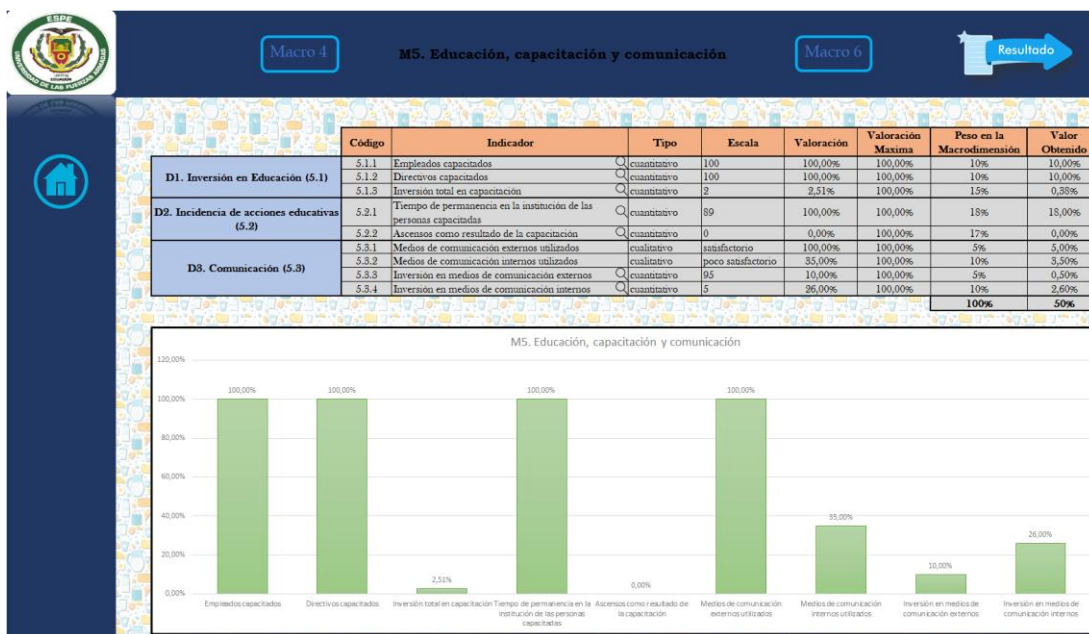 ESPE
UNIVERSIDAD DE LAS FUERZAS ARMADAS
ECUADOR
Macro 4
M5. Educación, capacitación y comunicación
Macro 6
Resultado
Código Indicador Tipo Escala Valoración Valoración Maxima Peso en la Macrodimensión Valor Obtenido
D1. Inversión en Educación (5.1)
5.1.1 Empleados capacitados cuantitativo 100 100,00% 100,00% 10% 10,00%
5.1.2 Directivos capacitados cuantitativo 100 100,00% 100,00% 10% 10,00%
5.1.3 Inversión total en capacitación cuantitativo 2 2,51% 100,00% 15% 0,38%
D2. Incidencia de acciones educativas (5.2)
5.2.1 Tiempo de permanencia en la institución de las personas capacitadas cuantitativo 89 100,00% 100,00% 18% 18,00%
5.2.2 Ascensos como resultado de la capacitación cuantitativo 0 0,00% 100,00% 17% 0,00%
D3. Comunicación (5.3)
5.3.1 Medios de comunicación externos utilizados cualitativo satisfactorio 100,00% 100,00% 5% 5,00%
5.3.2 Medios de comunicación internos utilizados cualitativo poco satisfactorio 35,00% 100,00% 10% 3,50%
5.3.3 Inversión en medios de comunicación externos cuantitativo 95 10,00% 100,00% 5% 0,50%
5.3.4 Inversión en medios de comunicación internos cuantitativo 5 26,00% 100,00% 10% 2,60%
100% 50%
M5. Educación, capacitación y comunicación
120,00%
100,00%
80,00%
60,00%
40,00%
20,00%
0,00%
100,00%
100,00%
2,51%
100,00%
0,00%
100,00%
35,00%
10,00%
26,00%
Empleados capacitados
Directivos capacitados
Inversión total en capacitación
Tiempo de permanencia en la
institución de las personas
capacitadas
Ascensos como resultado de
la capacitación
Medios de comunicación
externos utilizados
Medios de comunicación
internos utilizados
Inversión en medios de
comunicación externos
Inversión en medios de
comunicación internos